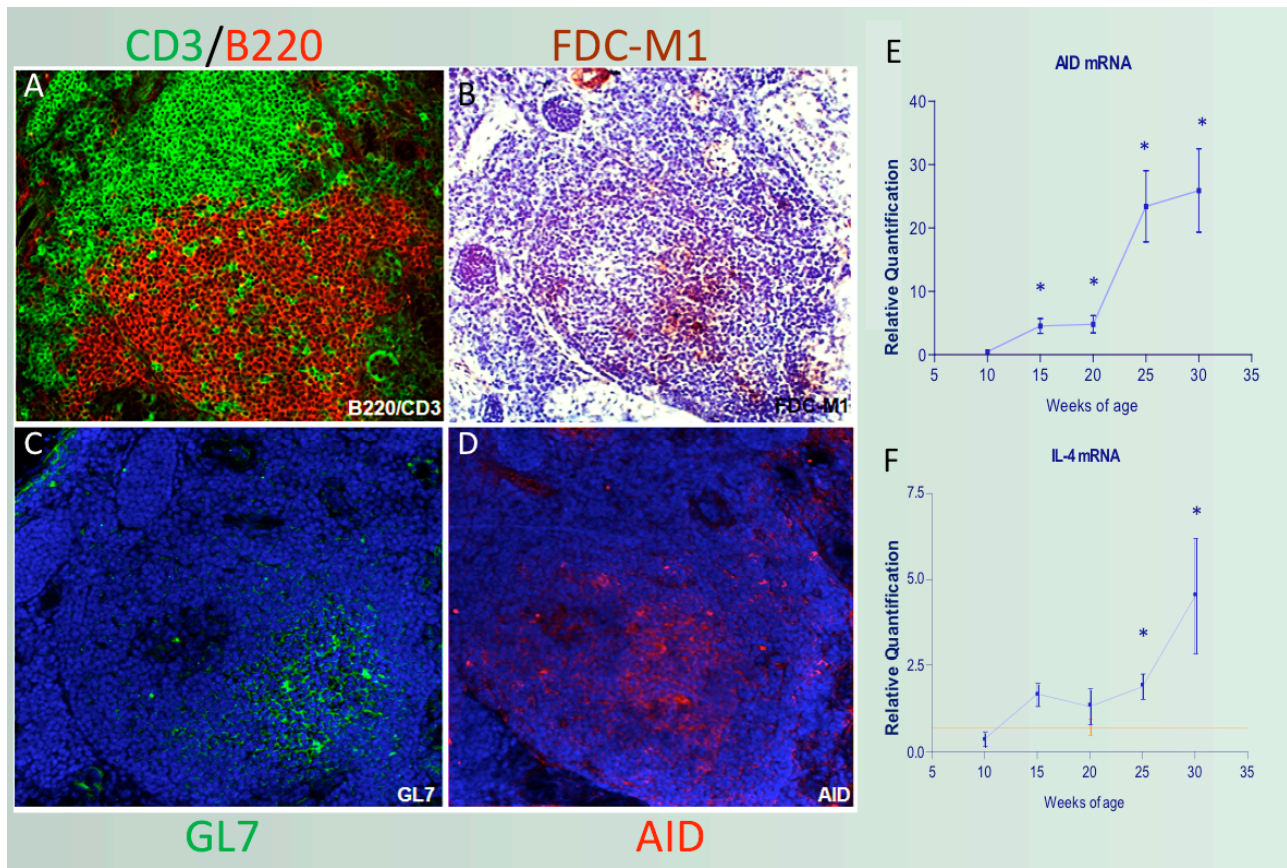 CD3/B220
FDC-M1
A
B220/CD3
B
FDC-M1
C
GL7
D
AID
GL7
AID
E
AID mRNA
Relative Quantification
40
30
20
10
0
*
*
*
*
5 10 15 20 25 30 35
Weeks of age
F
IL-4 mRNA
Relative Quantification
7.5
5.0
2.5
0.0
*
*
5 10 15 20 25 30 35
Weeks of age